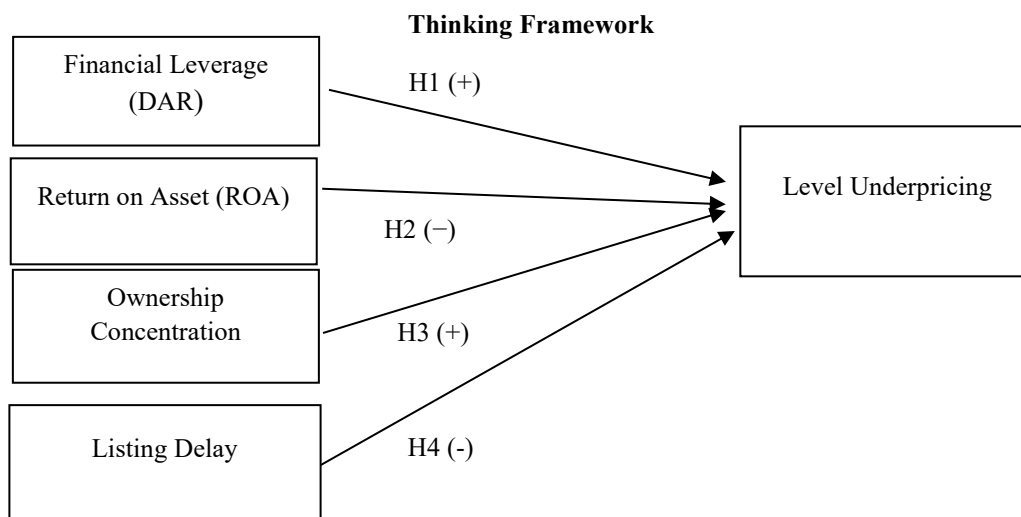 Thinking Framework
Financial Leverage
(DAR)
H1 (+)
Return on Asset (ROA)
Level Underpricing
H2 (−)
Ownership
Concentration
H3 (+)
Listing Delay
H4 (-)